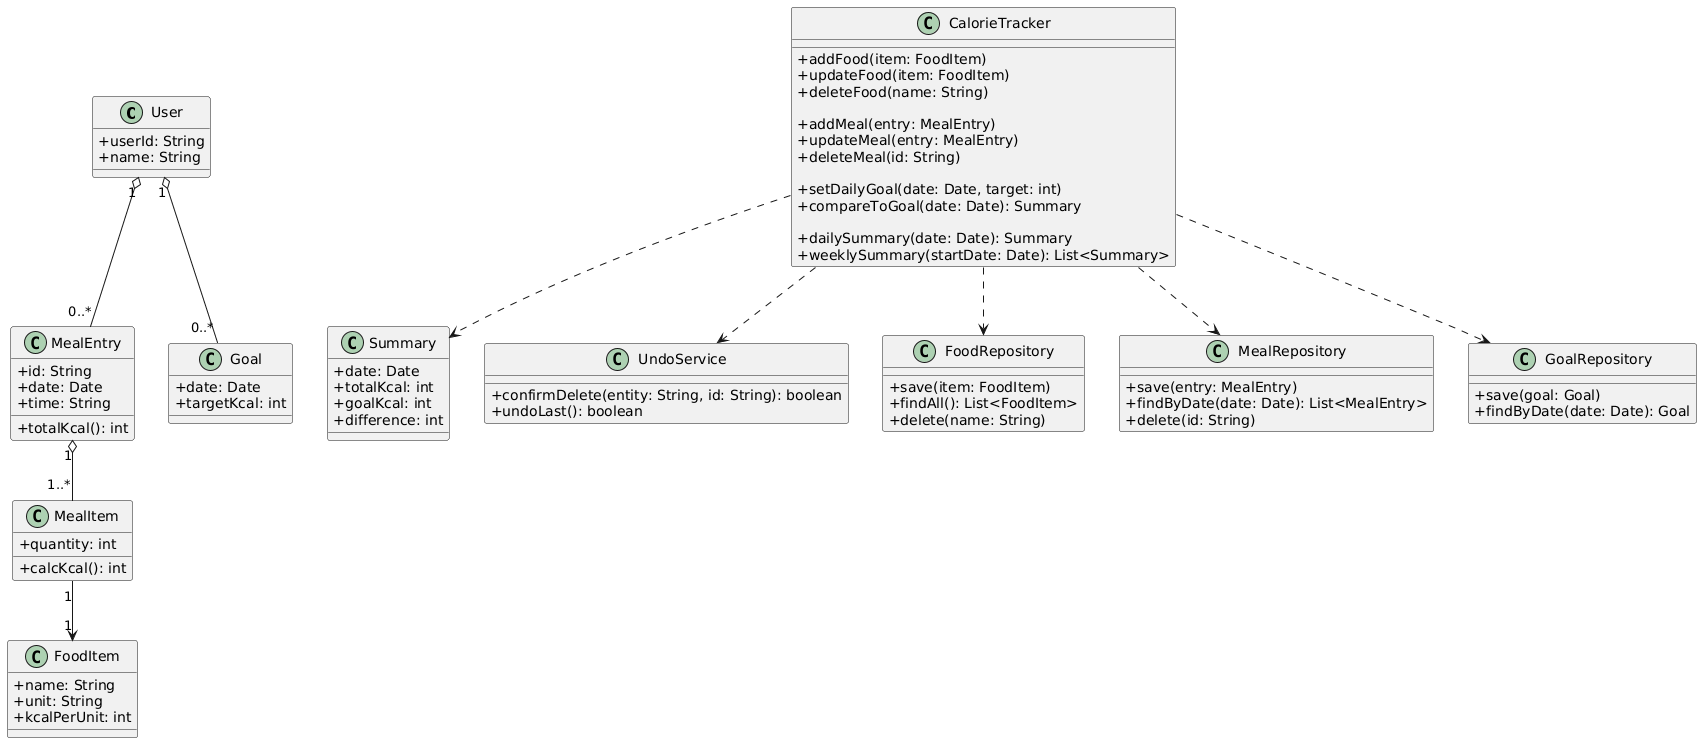 C CalorieTracker
+addFood(item: FoodItem)
+updateFood(item: FoodItem)
+deleteFood(name: String)
+addMeal(entry: MealEntry)
+updateMeal(entry: MealEntry)
+deleteMeal(id: String)
+setDailyGoal(date: Date, target: int)
+compareToGoal(date: Date): Summary
+dailySummary(date: Date): Summary
+weeklySummary(startDate: Date): List<Summary>
C User
+userId: String
+name: String
1
1
0..*
0..*
C MealEntry
+id: String
+date: Date
+time: String
+totalKcal(): int
C Goal
+date: Date
+targetKcal: int
C Summary
+date: Date
+totalKcal: int
+goalKcal: int
+difference: int
C UndoService
+confirmDelete(entity: String, id: String): boolean
+undoLast(): boolean
C FoodRepository
+save(item: FoodItem)
+findAll(): List<FoodItem>
+delete(name: String)
C MealRepository
+save(entry: MealEntry)
+findByDate(date: Date): List<MealEntry>
+delete(id: String)
C GoalRepository
+save(goal: Goal)
+findByDate(date: Date): Goal
1
1..*
C MealItem
+quantity: int
+calcKcal(): int
1
1
C FoodItem
+name: String
+unit: String
+kcalPerUnit: int